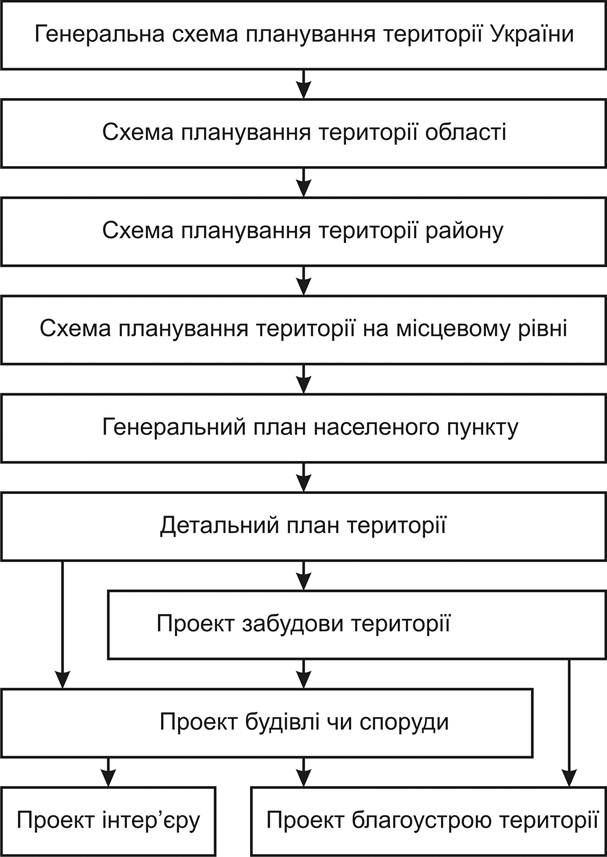 Генеральна схема планування території України
Схема планування території області
Схема планування території району
Схема планування території на місцевому рівні
Генеральний план населеного пункту
Детальний план території
Проект забудови території
Проект будівлі чи споруди
Проект інтер’єру
Проект благоустрою території